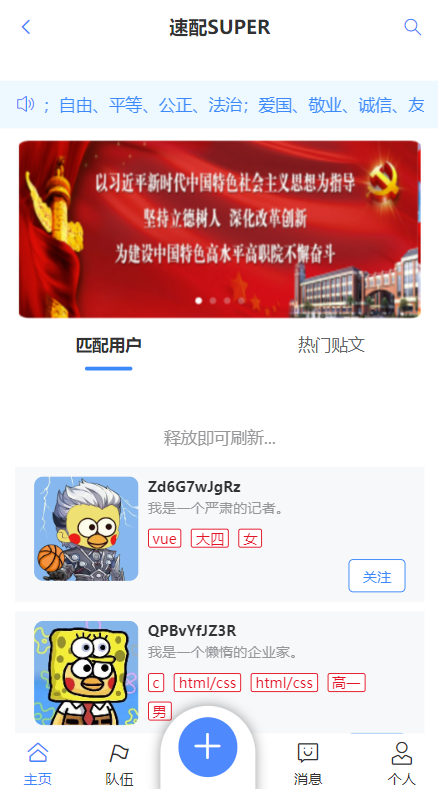 速配SUPER
；自由、平等、公正、法治；爱国、敬业、诚信、友
以习近平新时代中国特色社会主义思想为指导
坚持立德树人 深化改革创新
为建设中国特色高水平高职院不懈奋斗
匹配用户 热门贴文
释放即可刷新...
Zd6G7wJgRz
我是一个严肃的记者。
vue 大四 女
关注
QPBvYfJZ3R
我是一个懒惰的企业家。
c html/css html/css 高一
男
主页 队伍 消息 个人